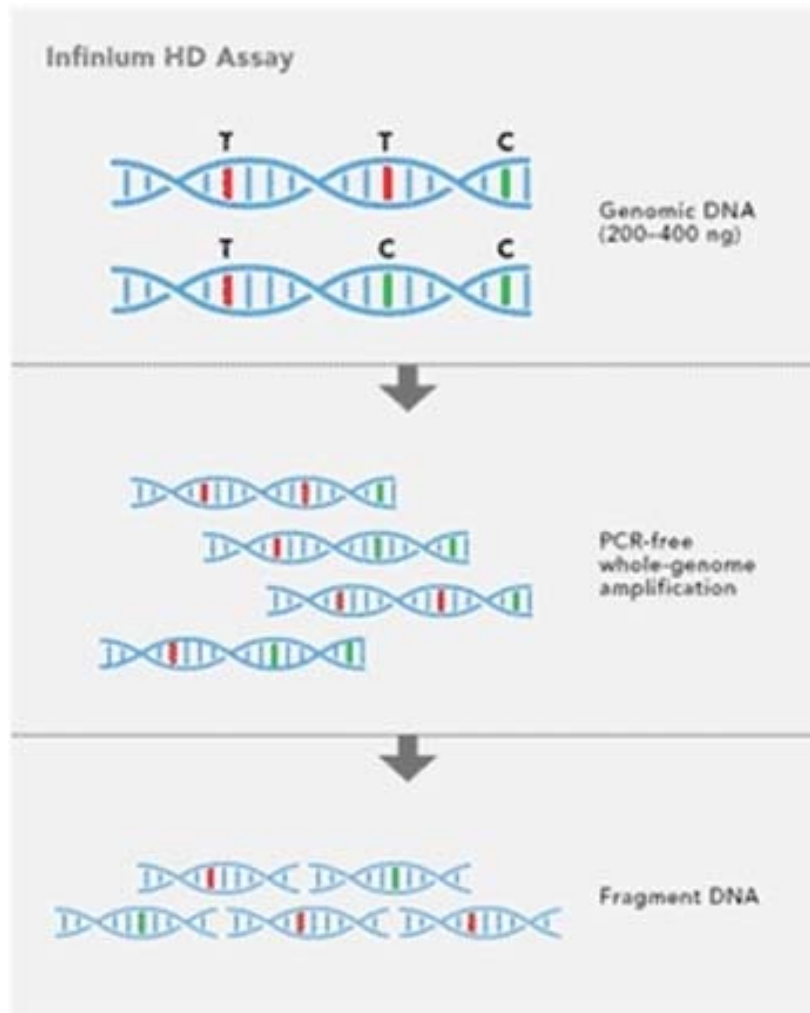 Infinium HD Assay
T T C
Genomic DNA
(200–400 ng)
T C C
PCR-free
whole-genome
amplification
Fragment DNA